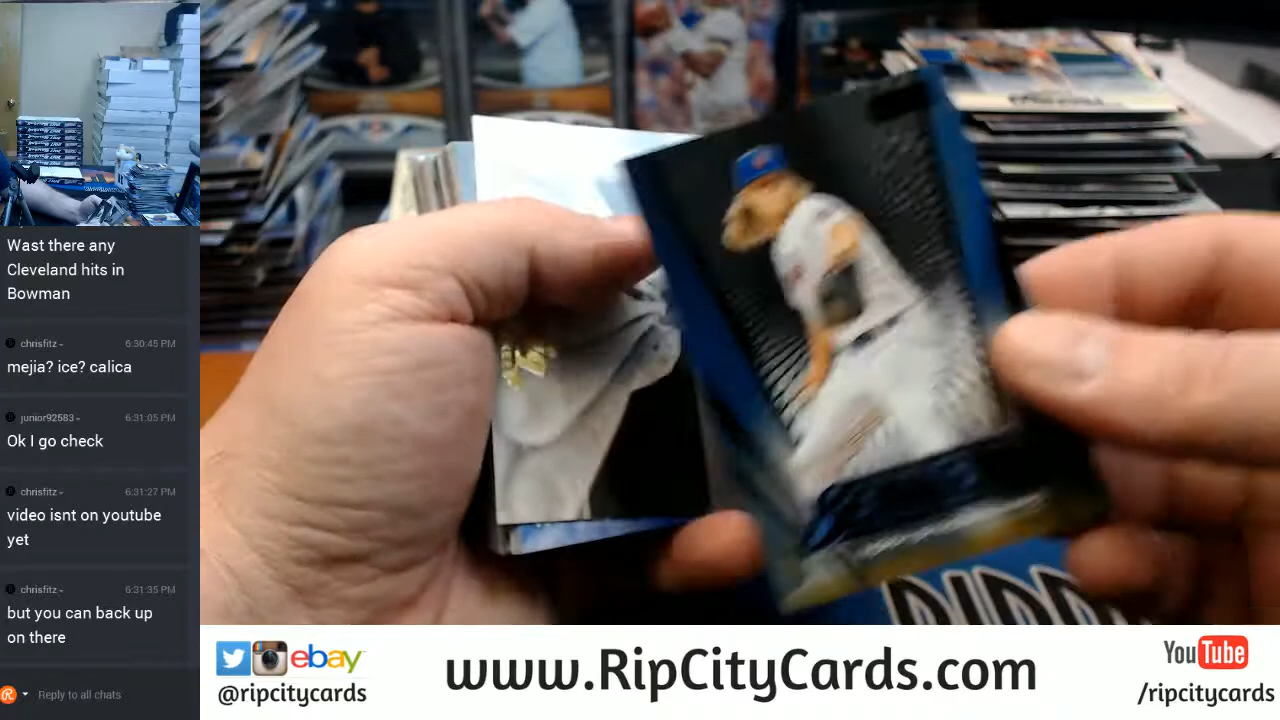 Wast there any
Cleveland hits in
Bowman
chrisfitz
6:30:45 PM
mejia? ice? calica
junior92583
6:31:05 PM
Ok I go check
chrisfitz
6:31:27 PM
video isnt on youtube
yet
chrisfitz
6:31:35 PM
but you can back up
on there
Reply to all chats
ebay
@ripcitycards
www.RipCityCards.com
YouTube
/ripcitycards